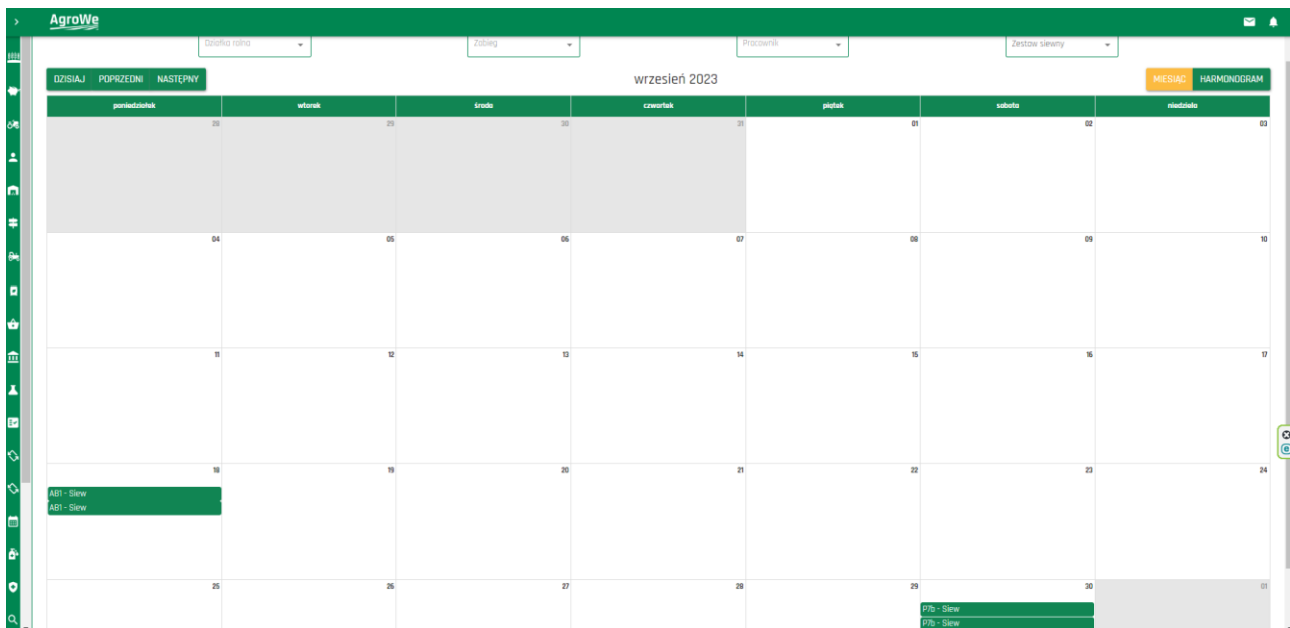 AgroWe
Działka rolna Zabieg Pracownik Zestaw siewny
DZISIAJ POPRZEDNI NASTĘPNY wrzesień 2023 MIESIĄC HARMONOGRAM
poniedziałek wtorek środa czwartek piątek sobota niedziela
28 29 30 31 01 02 03
04 05 06 07 08 09 10
11 12 13 14 15 16 17
18 19 20 21 22 23 24
AB1 - Siew
AB1 - Siew
25 26 27 28 29 30 01
P7b - Siew
P7b - Siew